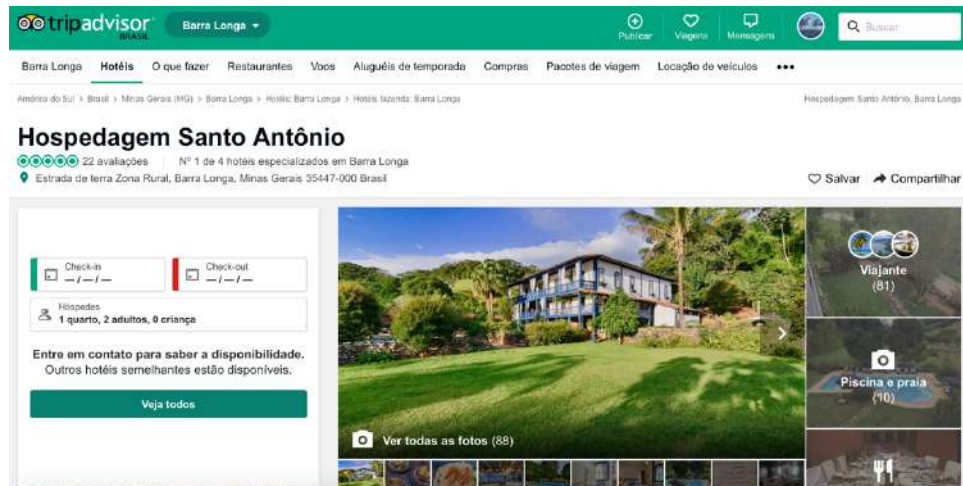 tripadvisor
BRASIL
Barra Longa
Publicar
Viagens
Mensagens
Buscar
Barra Longa Hotéis O que fazer Restaurantes Voos Aluguéis de temporada Compras Pacotes de viagem Locação de veículos •••
América do Sul > Brasil > Minas Gerais (MG) > Barra Longa > Hotéis: Barra Longa > Hotéis fazenda: Barra Longa
Hospedagem Santo Antônio, Barra Longa
Hospedagem Santo Antônio
22 avaliações Nº 1 de 4 hotéis especializados em Barra Longa
Estrada de terra Zona Rural, Barra Longa, Minas Gerais 35447-000 Brasil
Salvar Compartilhar
Check-in
— / — / —
Check-out
— / — / —
Hóspedes
1 quarto, 2 adultos, 0 criança
Entre em contato para saber a disponibilidade.
Outros hotéis semelhantes estão disponíveis.
Veja todos
Ver todas as fotos (88)
Viajante
(81)
Piscina e praia
(10)